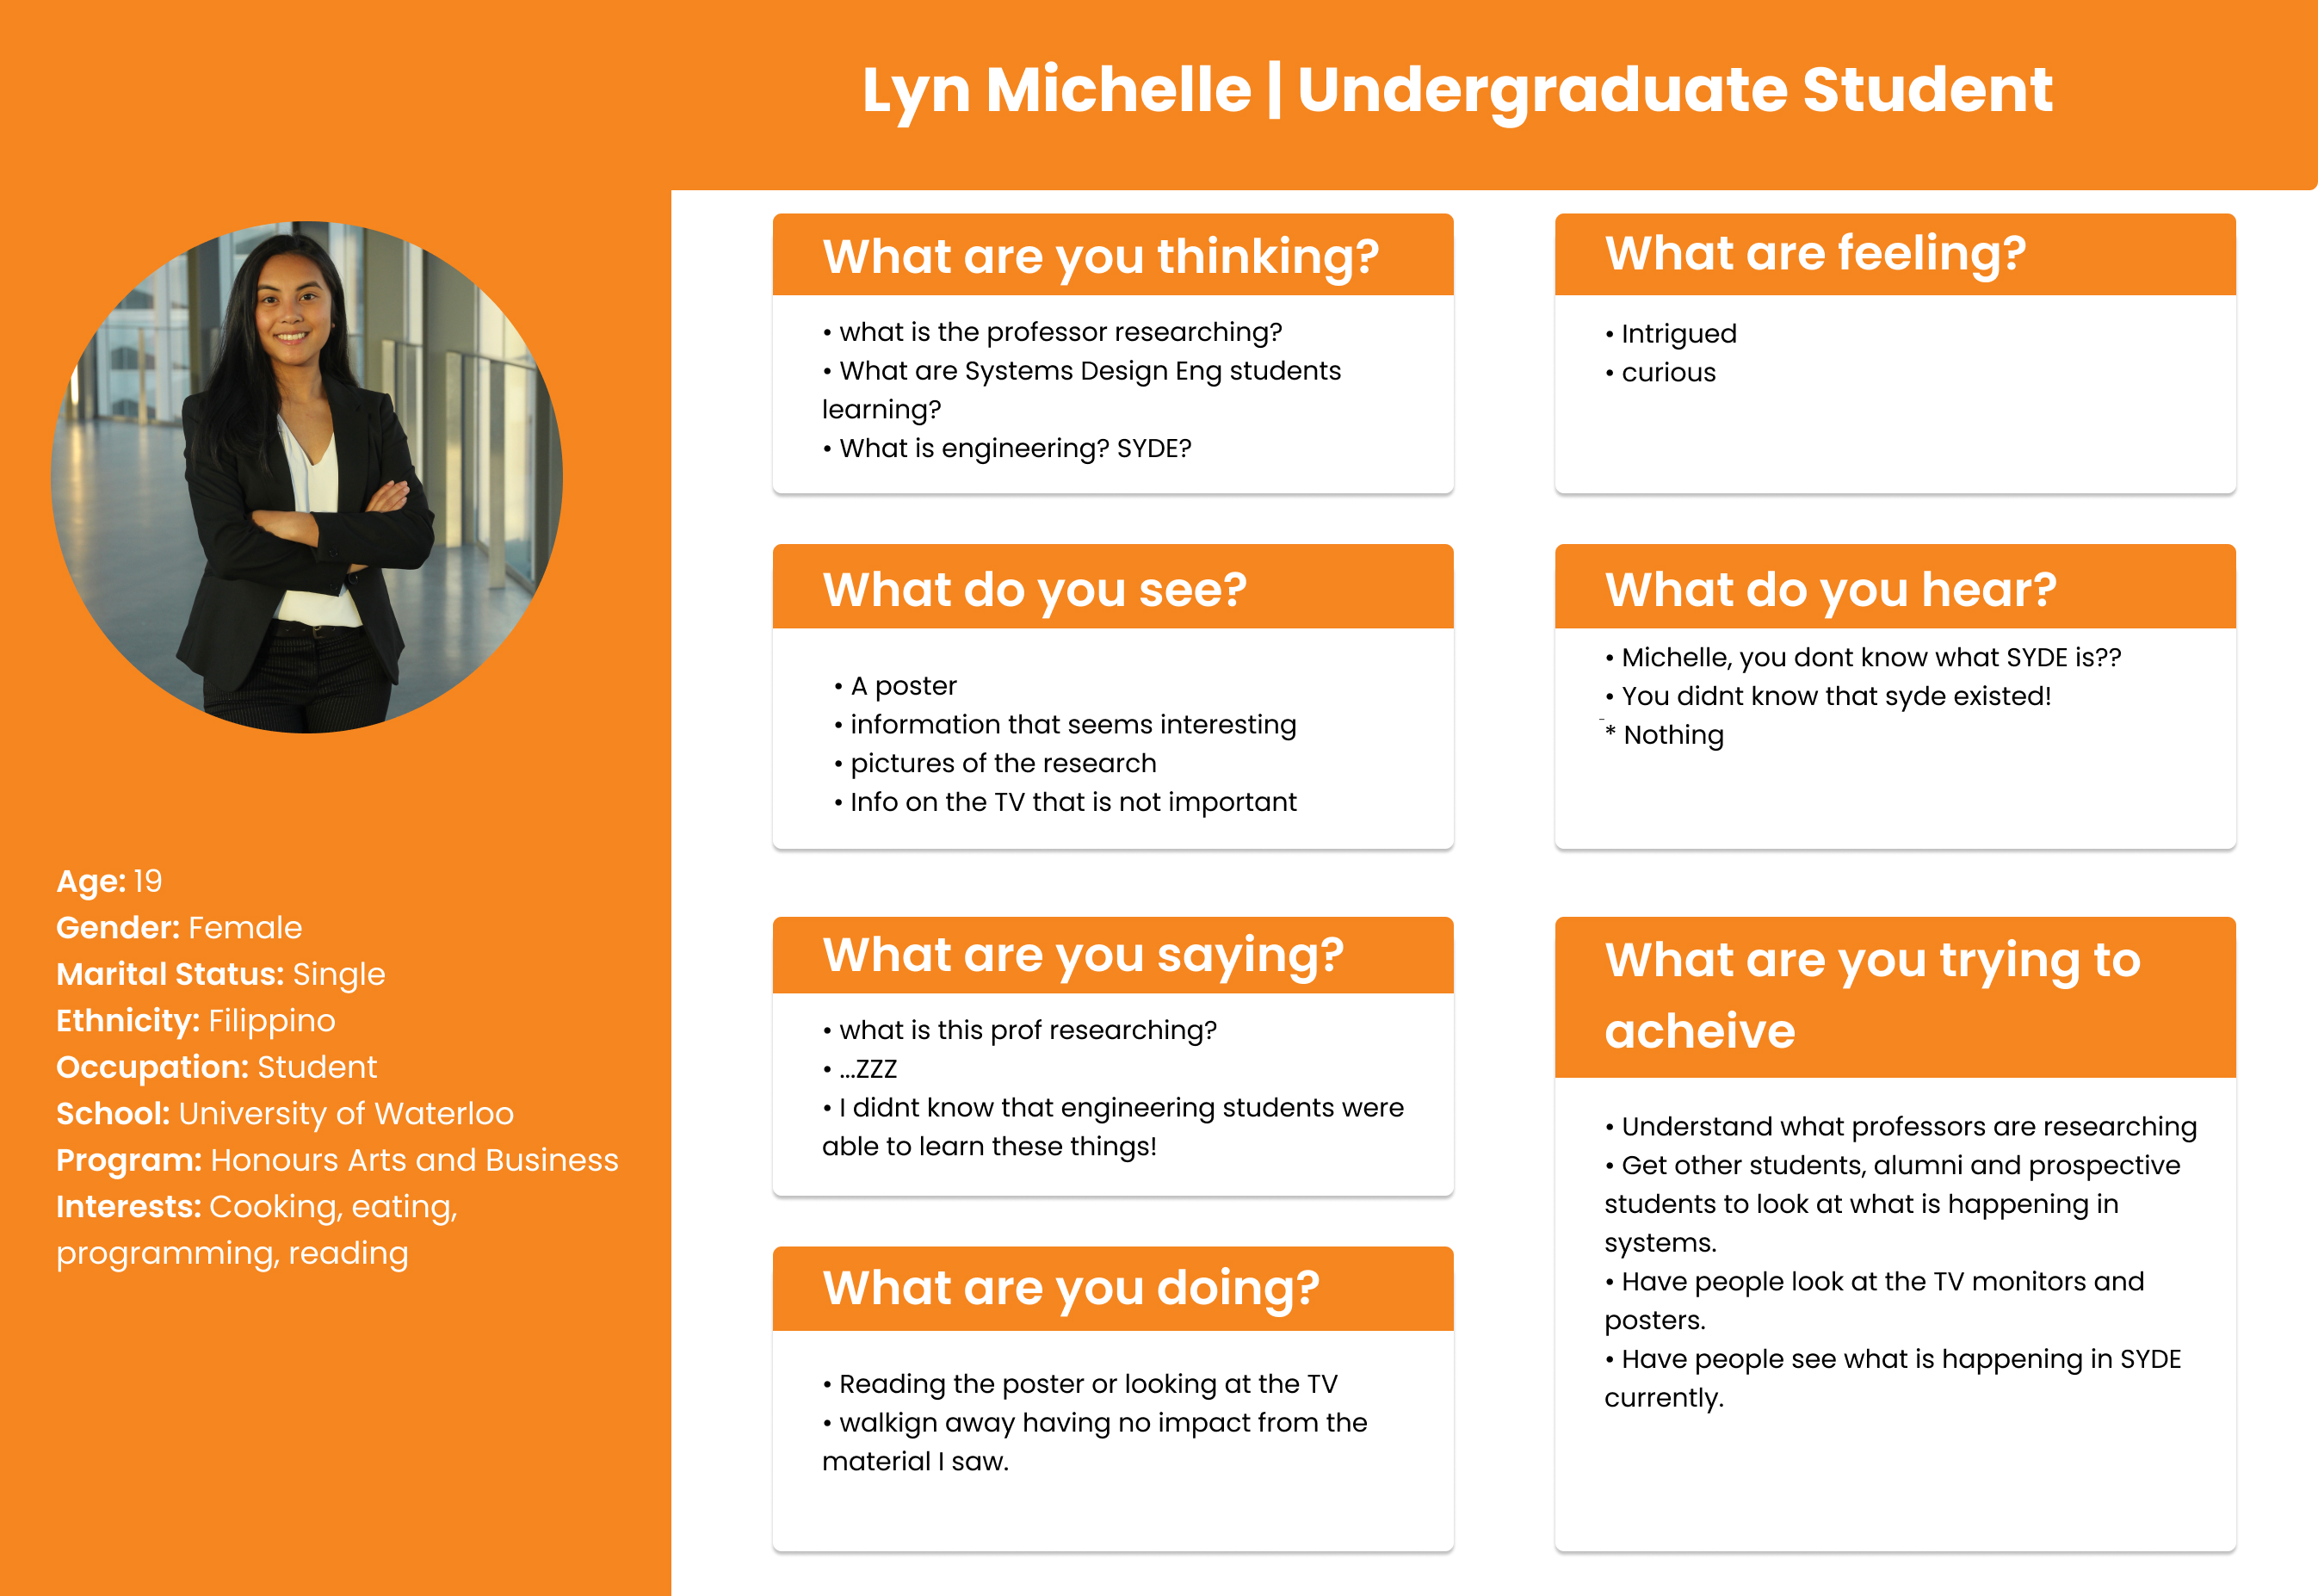 Lyn Michelle | Undergraduate Student
Age: 19
Gender: Female
Marital Status: Single
Ethnicity: Filippino
Occupation: Student
School: University of Waterloo
Program: Honours Arts and Business
Interests: Cooking, eating,
programming, reading
What are you thinking?
• what is the professor researching?
• What are Systems Design Eng students
learning?
• What is engineering? SYDE?
What are feeling?
• Intrigued
• curious
What do you see?
• A poster
• information that seems interesting
• pictures of the research
• Info on the TV that is not important
What do you hear?
• Michelle, you dont know what SYDE is??
• You didnt know that syde existed!
* Nothing
What are you saying?
• what is this prof researching?
• ...ZZZ
• I didnt know that engineering students were
able to learn these things!
What are you trying to
acheive
• Understand what professors are researching
• Get other students, alumni and prospective
students to look at what is happening in
systems.
• Have people look at the TV monitors and
posters.
• Have people see what is happening in SYDE
currently.
What are you doing?
• Reading the poster or looking at the TV
• walkign away having no impact from the
material I saw.